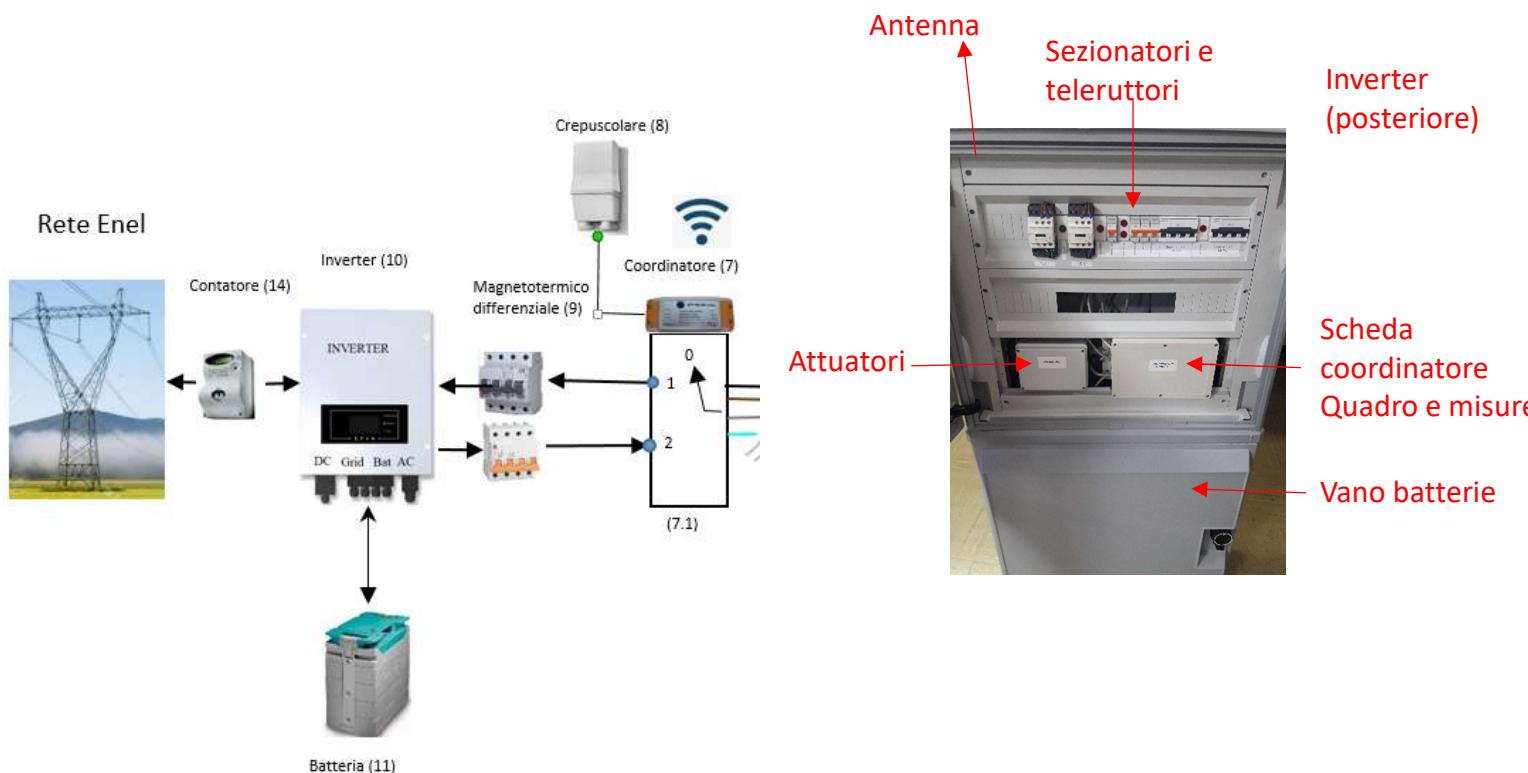 Antenna
Sezionatori e
teleruttori
Inverter
(posteriore)
Crepuscolare (8)
Rete Enel
Inverter (10)
Coordinatore (7)
Contatore (14)
Magnetotermico
differenziale (9)
INVERTER
0
1
2
DC Grid Bat AC
(7.1)
Batteria (11)
Attuatori
Scheda
coordinatore
Quadro e misure
Vano batterie